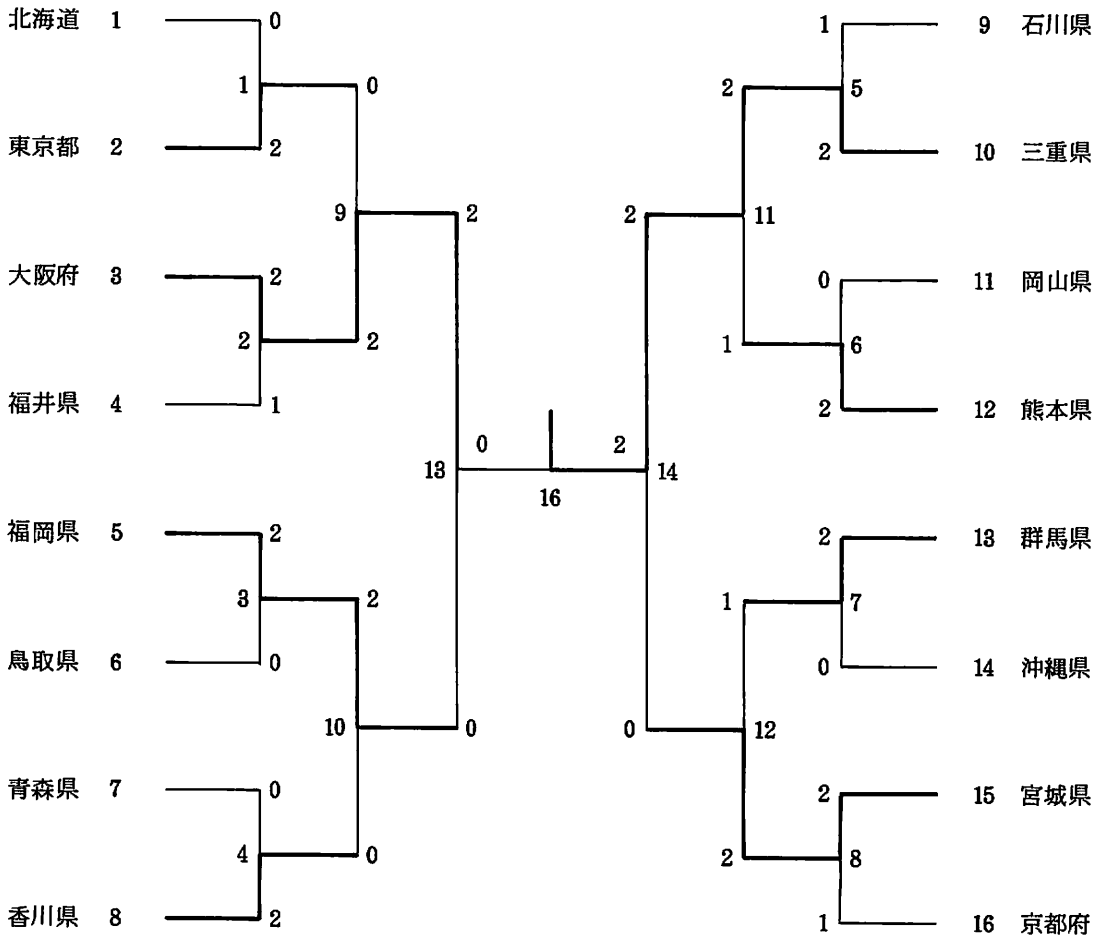 北海道 1 0
1 0
東京都 2 2
9 2
大阪府 3 2
2 2
福井県 4 1
13 0
福岡県 5 2
3 2
鳥取県 6 0
10 0
青森県 7 0
4 0
香川県 8 2
16
1 9 石川県
2 5
2 10 三重県
2 11
0 11 岡山県
1 6
2 12 熊本県
2 14
2 13 群馬県
1 7
0 14 沖縄県
0 12
2 15 宮城県
2 8
1 16 京都府